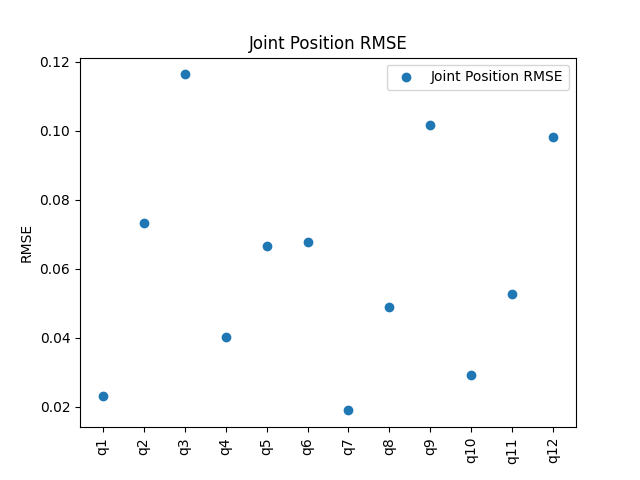 Joint Position RMSE
Joint Position RMSE
0.12
0.10
0.08
0.06
0.04
0.02
RMSE
q1
q2
q3
q4
q5
q6
q7
q8
q9
q10
q11
q12